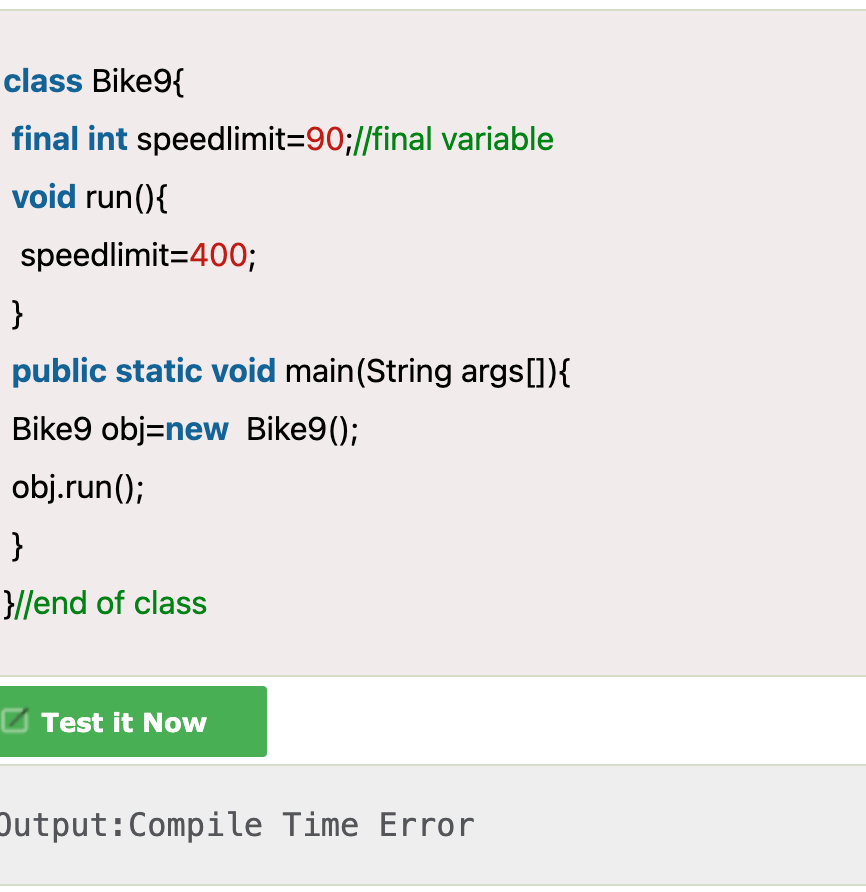 class Bike9{
final int speedlimit=90;//final variable
void run(){
speedlimit=400;
}
public static void main(String args[]){
Bike9 obj=new  Bike9();
obj.run();
}
}//end of class
Test it Now
Output:Compile Time Error